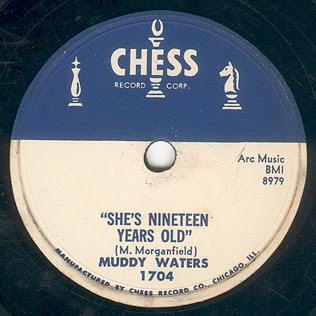 CHESS
RECORD CORP.
Arc Music
BMI
8979
"SHE'S NINETEEN
YEARS OLD"
(M. Morganfield)
MUDDY WATERS
1704
MANUFACTURED BY CHESS RECORD CO. CHICAGO, ILL.